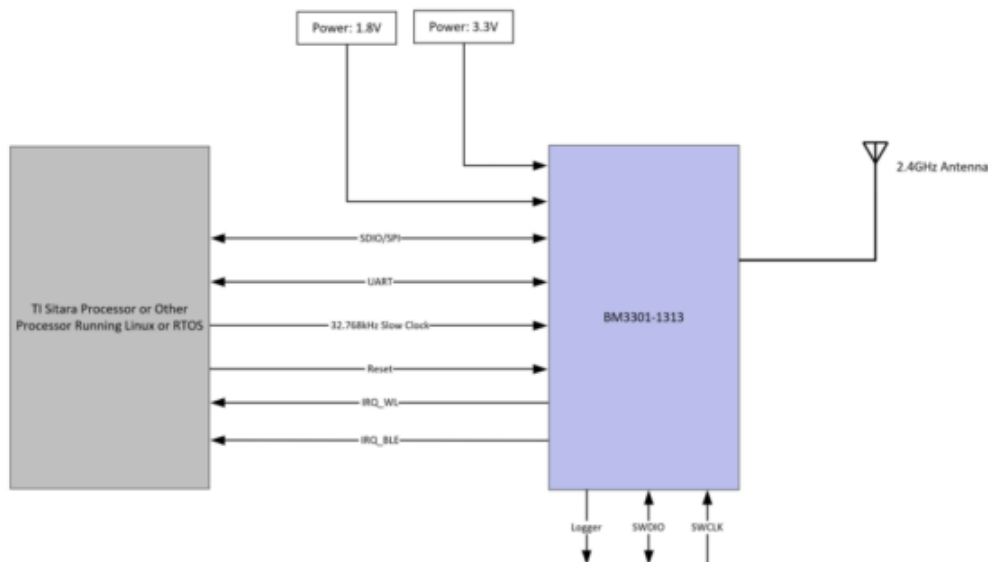 Power: 1.8V
Power: 3.3V
2.4GHz Antenna
SDIO/SPI
UART
TI Sitara Processor or Other
Processor Running Linux or RTOS
32.768kHz Slow Clock
BM3301-1313
Reset
IRQ_WL
IRQ_BLE
Logger
SWDIO
SWCLK